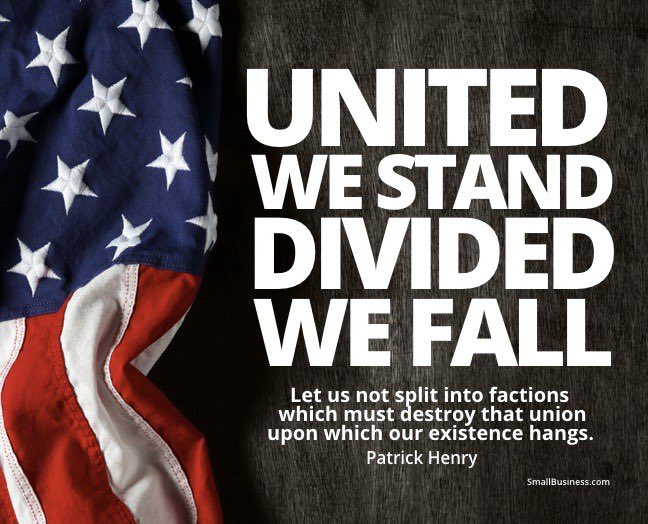 UNITED
WE STAND
DIVIDED
WE FALL
Let us not split into factions
which must destroy that union
upon which our existence hangs.
Patrick Henry
SmallBusiness.com